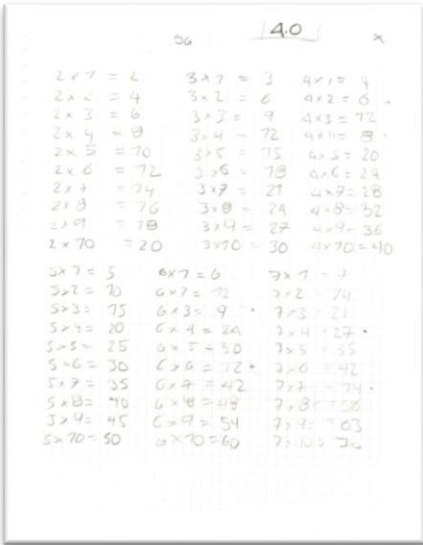 4.0
x
2 x 1 = 2
2 x 2 = 4
2 x 3 = 6
2 x 4 = 8
2 x 5 = 10
2 x 6 = 12
2 x 7 = 14
2 x 8 = 16
2 x 9 = 18
2 x 10 = 20
3 x 1 = 3
3 x 2 = 6
3 x 3 = 9
3 x 4 = 12
3 x 5 = 15
3 x 6 = 18
3 x 7 = 21
3 x 8 = 24
3 x 9 = 27
3 x 10 = 30
4 x 1 = 4
4 x 2 = 6
4 x 3 = 12
4 x 4 = 8
4 x 5 = 20
4 x 6 = 24
4 x 7 = 28
4 x 8 = 32
4 x 9 = 36
4 x 10 = 40
5 x 1 = 5
5 x 2 = 10
5 x 3 = 15
5 x 4 = 20
5 x 5 = 25
5 x 6 = 30
5 x 7 = 35
5 x 8 = 40
5 x 9 = 45
5 x 10 = 50
6 x 1 = 6
6 x 2 = 12
6 x 3 = 9
6 x 4 = 24
6 x 5 = 30
6 x 6 = 12
6 x 7 = 42
6 x 8 = 48
6 x 9 = 54
6 x 10 = 60
7 x 1 = 7
7 x 2 = 14
7 x 3 = 21
7 x 4 = 27
7 x 5 = 35
7 x 6 = 42
7 x 7 = 14
7 x 8 = 56
7 x 9 = 63
7 x 10 = 70